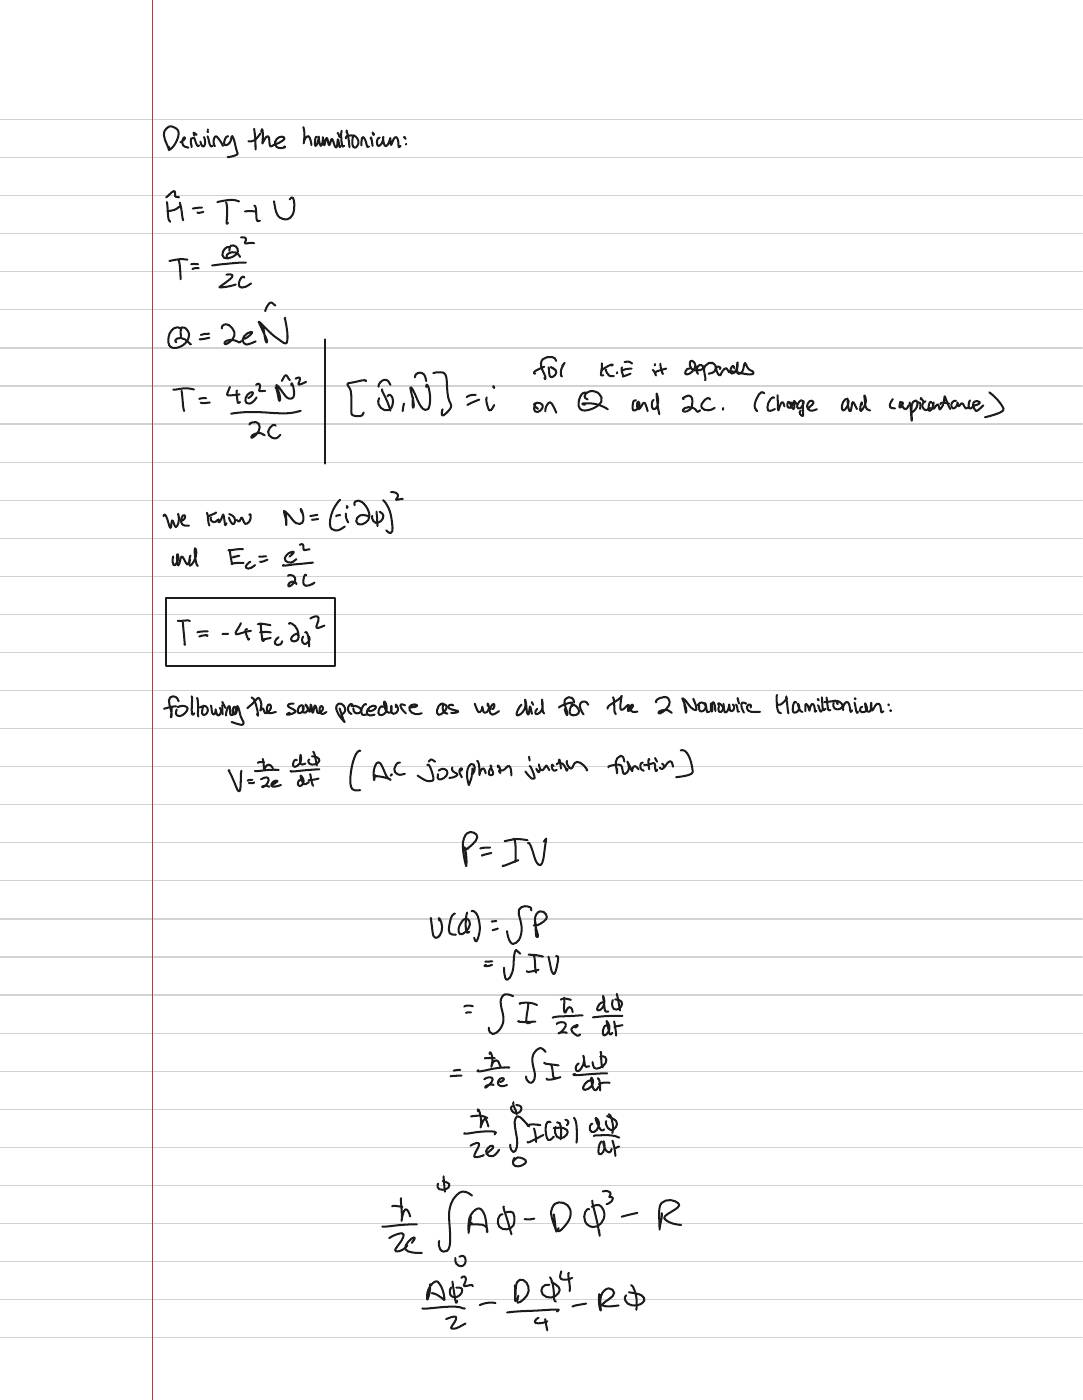 Deriving the hamiltonian:
Ĥ = T + U
T = Q²/2c
Q = 2eN̂
T = 4e² N̂²/2c | [φ̂, N̂] = i for K.E it depends
on Q and 2c. (Charge and capicantance)
We know N = (-i∂φ)²
and E_c = e²/2c
T = -4E_c ∂φ²
following the same procedure as we did for the 2 Nanowire Hamiltonian:
V = ħ/2e dφ/dt (A.C josephson junction function)
P = IV
U(φ) = ∫P
= ∫IV
= ∫I ħ/2e dφ/dt
= ħ/2e ∫I dφ/dt
ħ/2e ∫₀^φ I(φ') dφ/dt
ħ/2e ∫₀^φ Aφ - Dφ³ - R
Aφ²/2 - Dφ⁴/4 - Rφ